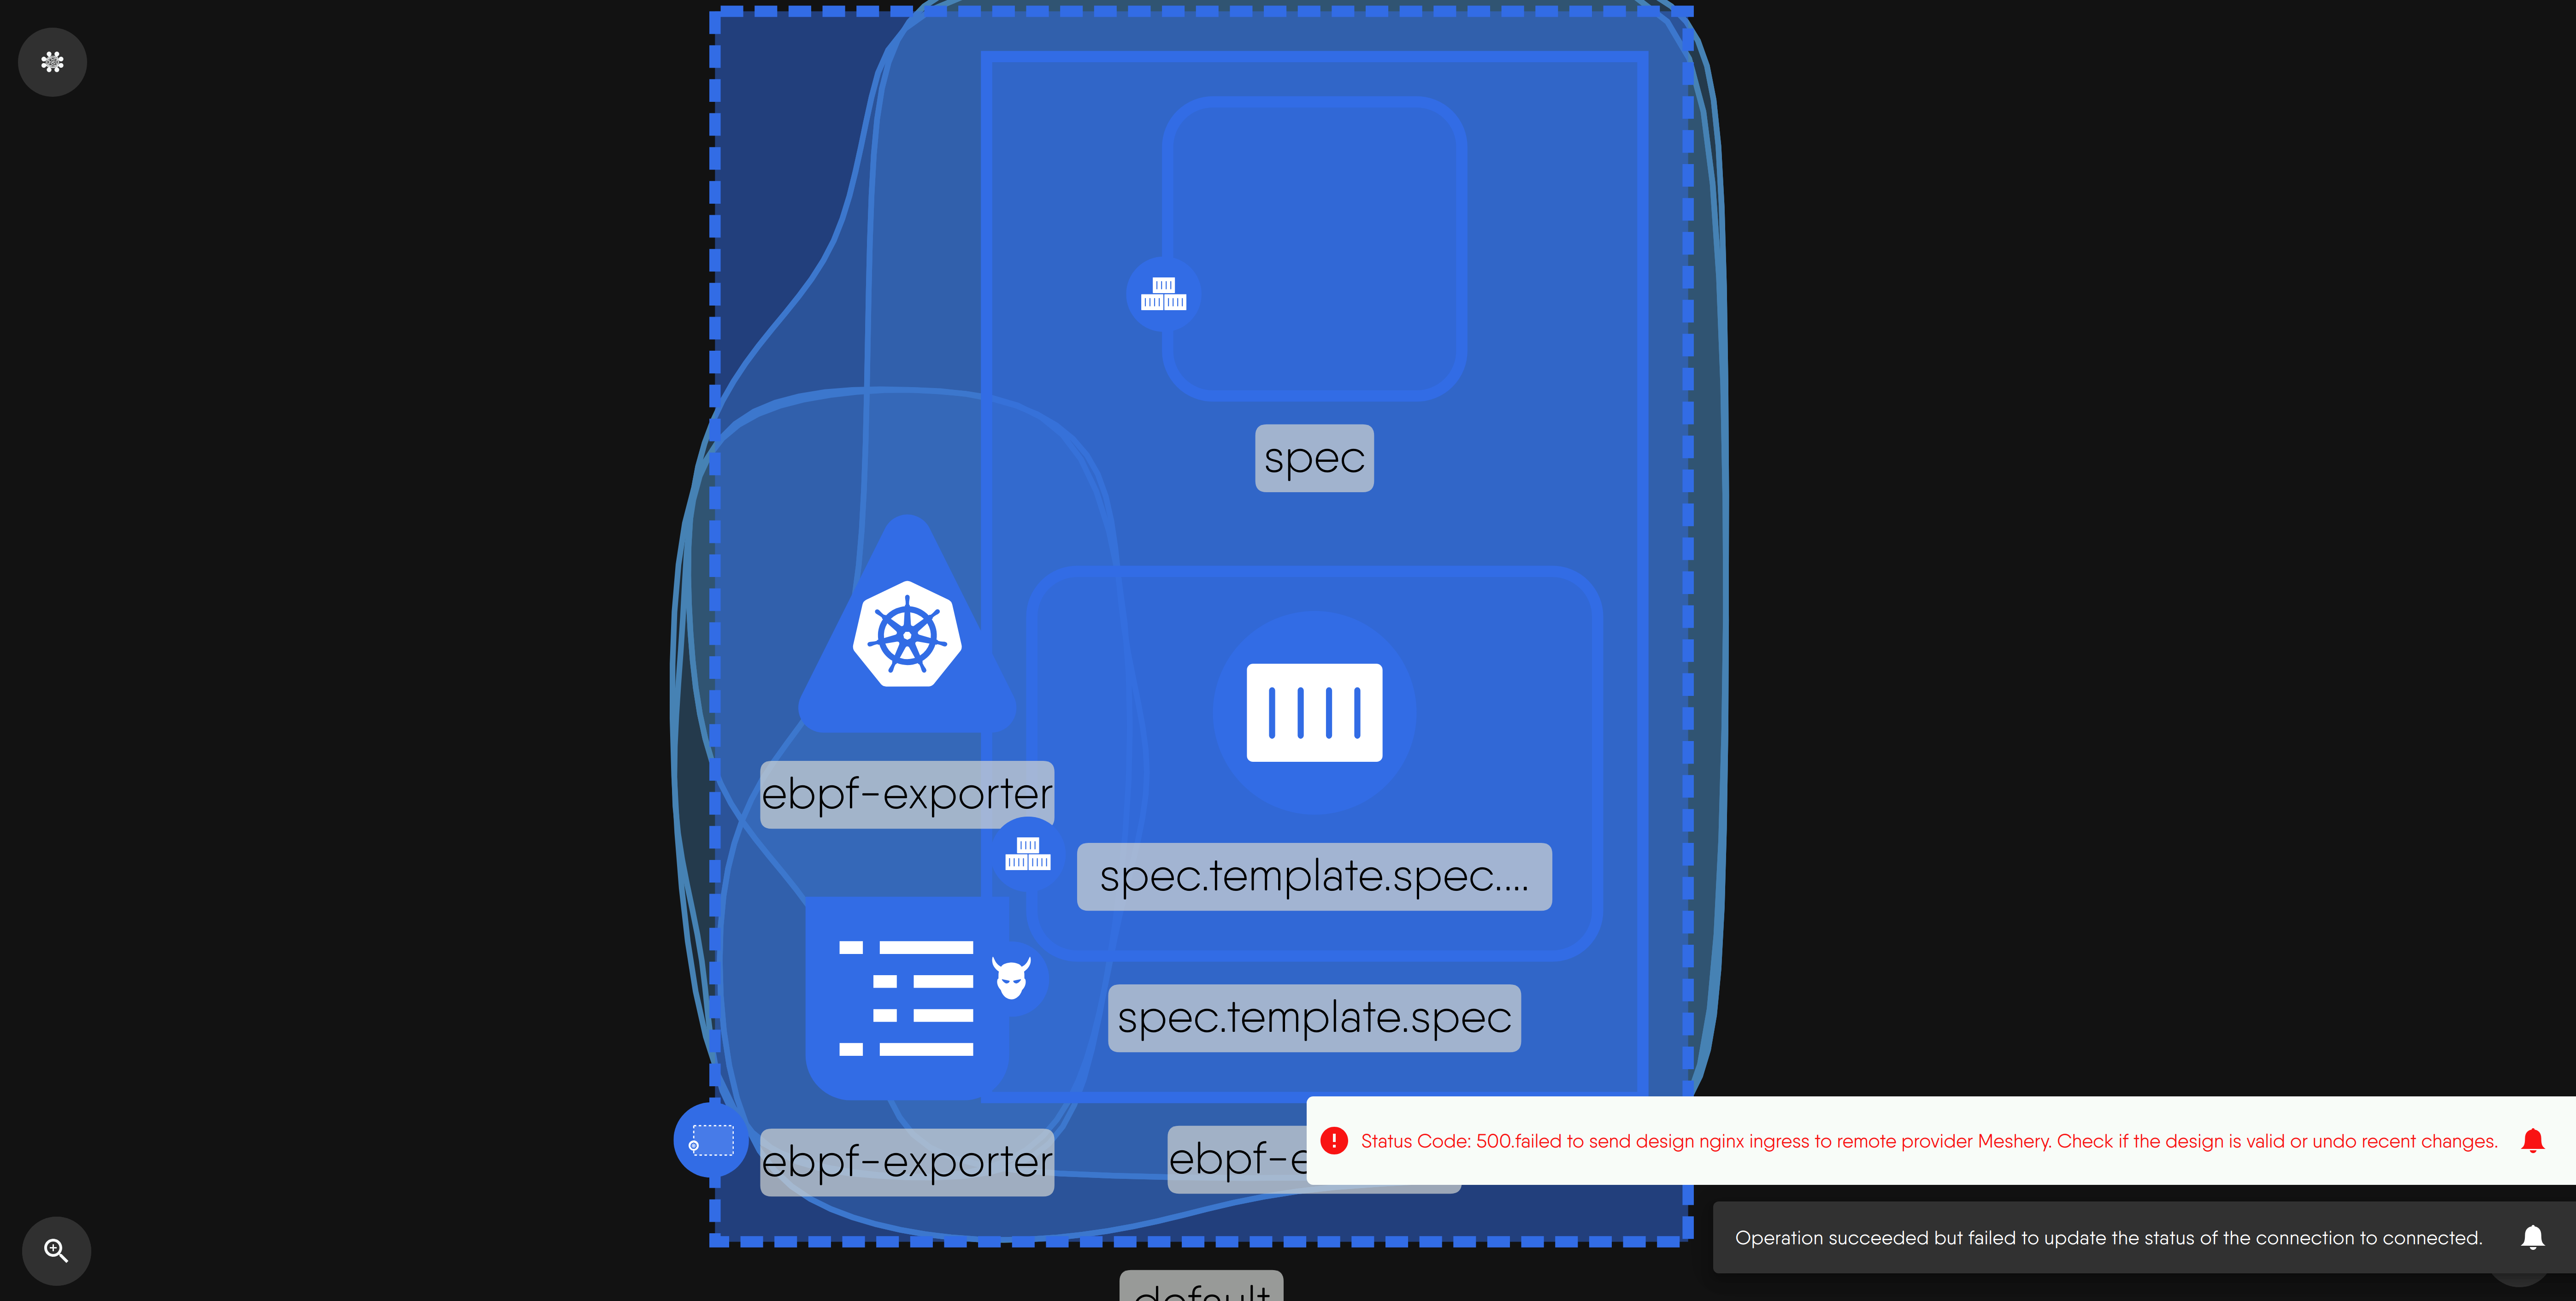 spec
ebpf-exporter
spec.template.spec....
spec.template.spec
ebpf-exporter
ebpf-e
Status Code: 500.failed to send design nginx ingress to remote provider Meshery. Check if the design is valid or undo recent changes.
Operation succeeded but failed to update the status of the connection to connected.
default